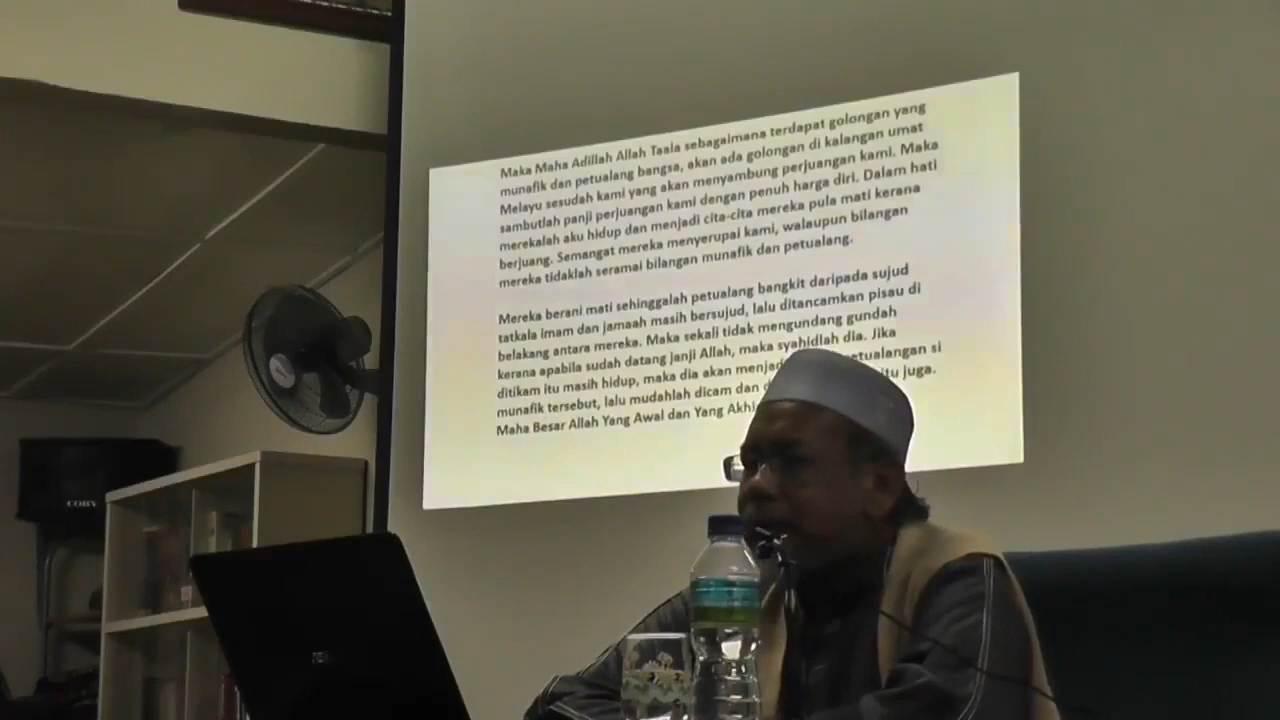 Maka Maha Adillah Allah Taala sebagaimana terdapat golongan yang
munafik dan petualang bangsa, akan ada golongan di kalangan umat
Melayu sesudah kami yang akan menyambung perjuangan kami. Maka
sambutlah panji perjuangan kami dengan penuh harga diri. Dalam hati
merekalah aku hidup dan menjadi cita-cita mereka pula mati kerana
berjuang. Semangat mereka menyerupai kami, walaupun bilangan
mereka tidaklah seramai bilangan munafik dan petualang.
Mereka berani mati sehinggalah petualang bangkit daripada sujud
tatkala imam dan jamaah masih bersujud, lalu ditancamkan pisau di
belakang antara mereka. Maka sekali tidak mengundang gundah
kerana apabila sudah datang janji Allah, maka syahidlah dia. Jika
ditikam itu masih hidup, maka dia akan menjad etualangan si
munafik tersebut, lalu mudahlah dicam dan itu juga.
Maha Besar Allah Yang Awal dan Yang Akhi
COBY